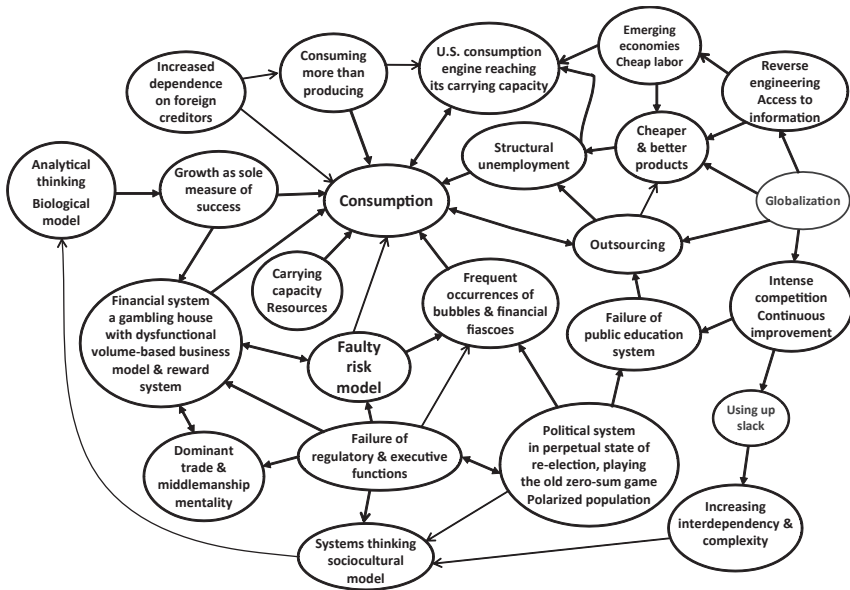 Increased
dependence
on foreign
creditors
Consuming
more than
producing
U.S. consumption
engine reaching
its carrying capacity
Emerging
economies
Cheap labor
Reverse
engineering
Access to
information
Analytical
thinking
Biological
model
Growth as sole
measure of
success
Consumption
Structural
unemployment
Cheaper
& better
products
Globalization
Outsourcing
Carrying
capacity
Resources
Frequent
occurrences of
bubbles & financial
fiascoes
Intense
competition
Continuous
improvement
Financial system
a gambling house
with dysfunctional
volume-based business
model & reward
system
Faulty
risk
model
Failure of
public education
system
Using up
slack
Dominant
trade &
middlemanship
mentality
Failure of
regulatory & executive
functions
Political system
in perpetual state of
re-election, playing
the old zero-sum game
Polarized population
Increasing
interdependency &
complexity
Systems thinking
sociocultural
model